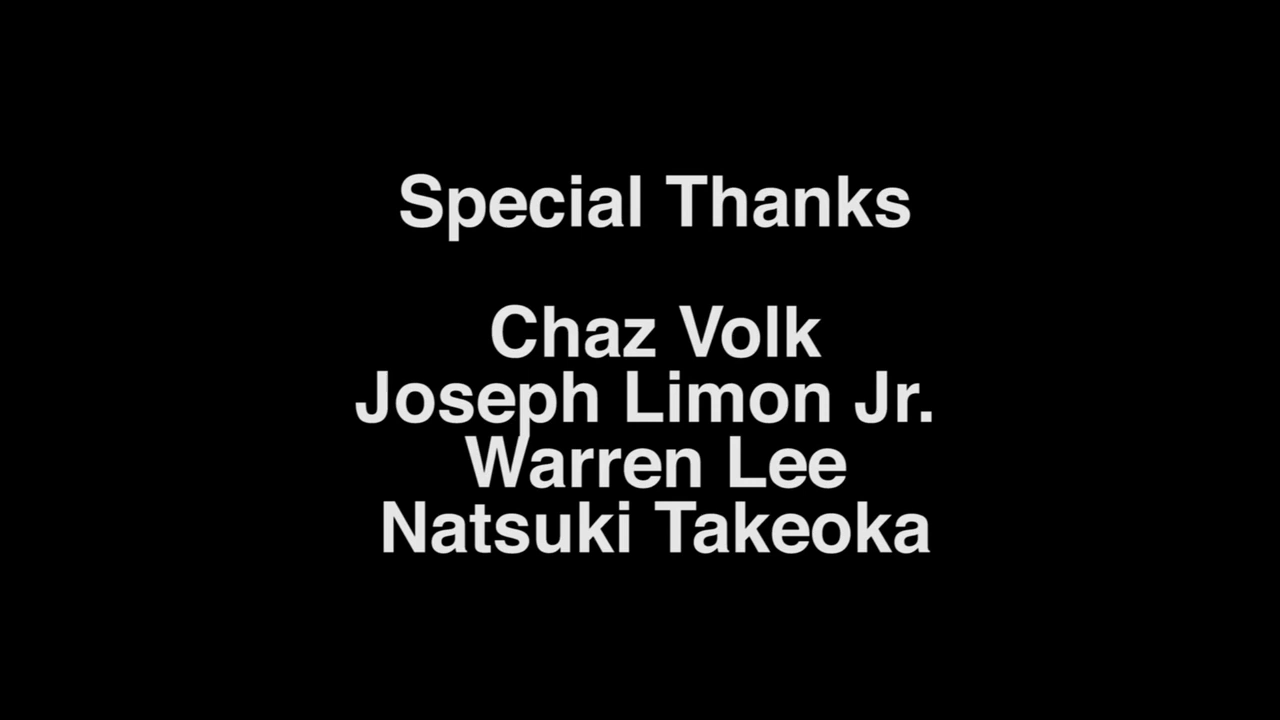 Special Thanks
Chaz Volk
Joseph Limon Jr.
Warren Lee
Natsuki Takeoka